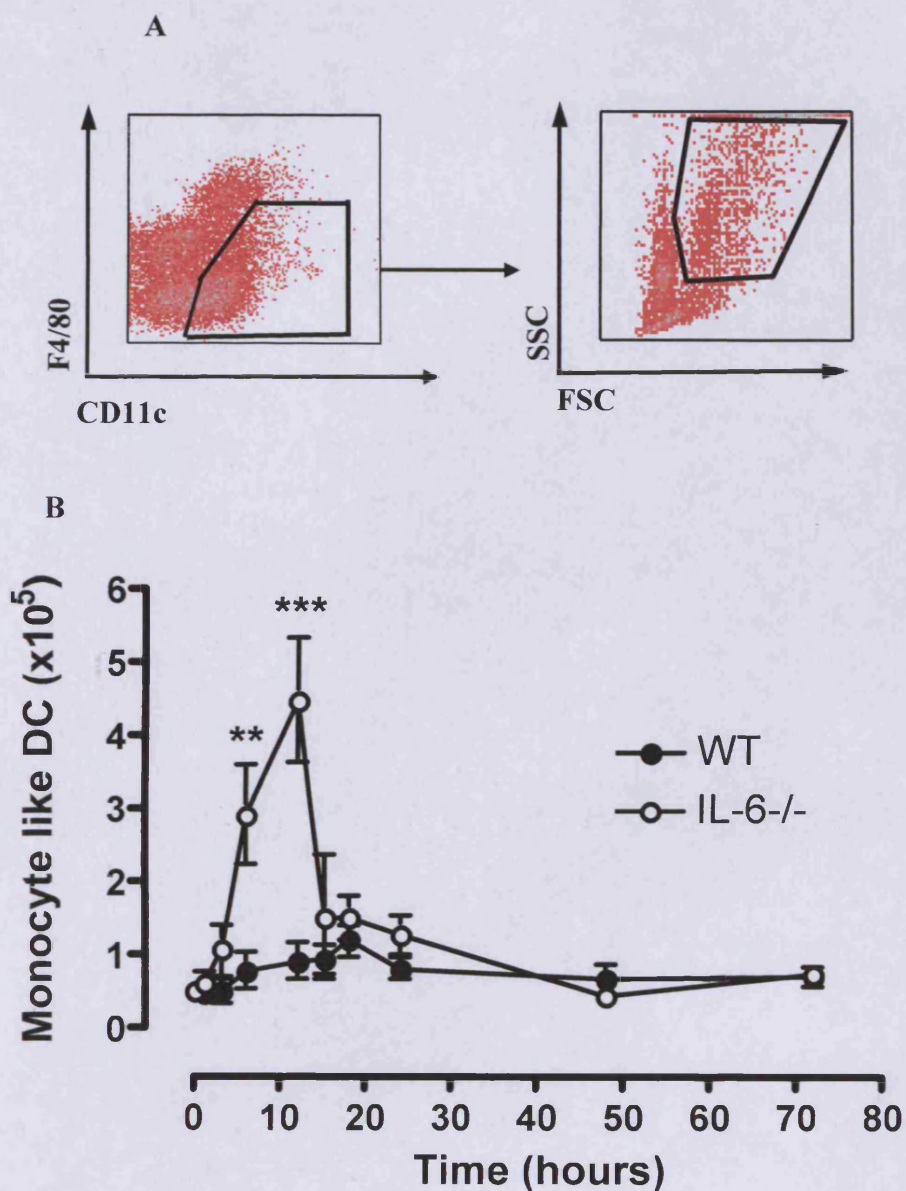 A
F4/80
CD11c
SSC
FSC
B
Monocyte like DC (x10⁵)
6
5
4
3
2
1
0
**
***
WT
IL-6-/-
0 10 20 30 40 50 60 70 80
Time (hours)